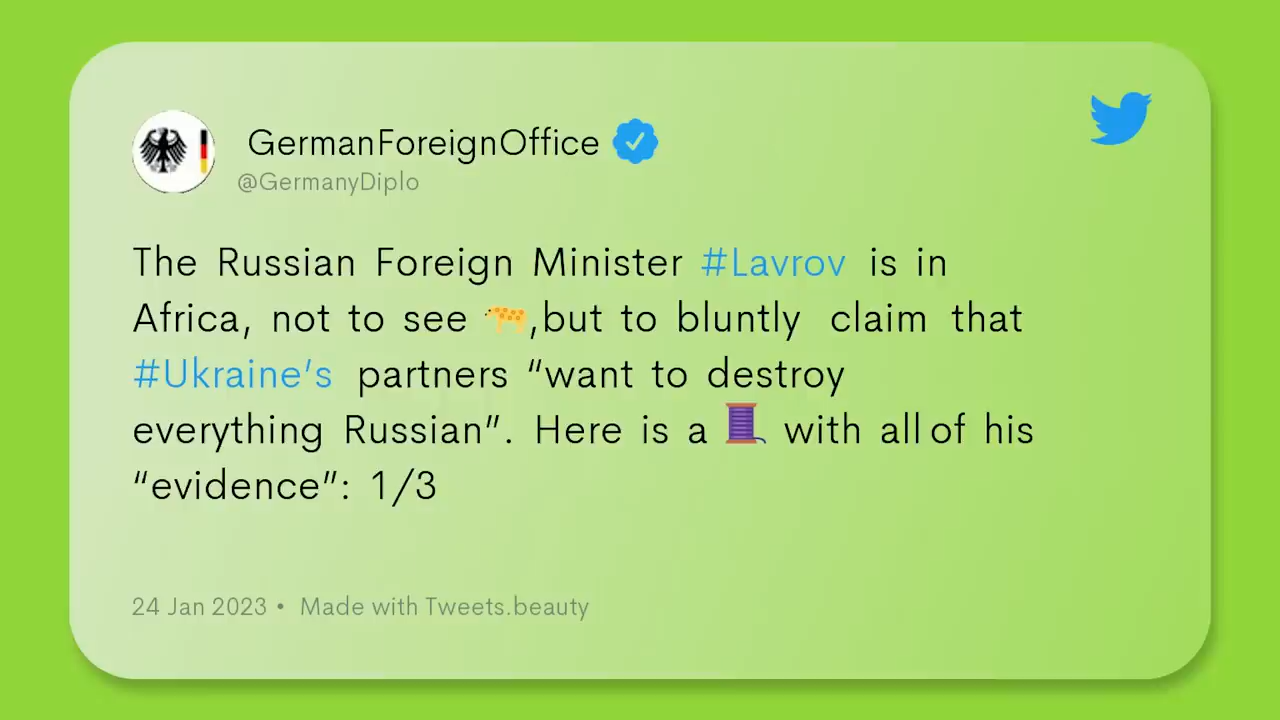 GermanForeignOffice
@GermanyDiplo
The Russian Foreign Minister #Lavrov is in
Africa, not to see 🐆,but to bluntly claim that
#Ukraine’s partners “want to destroy
everything Russian”. Here is a 🧵 with all of his
“evidence”: 1/3
24 Jan 2023 • Made with Tweets.beauty